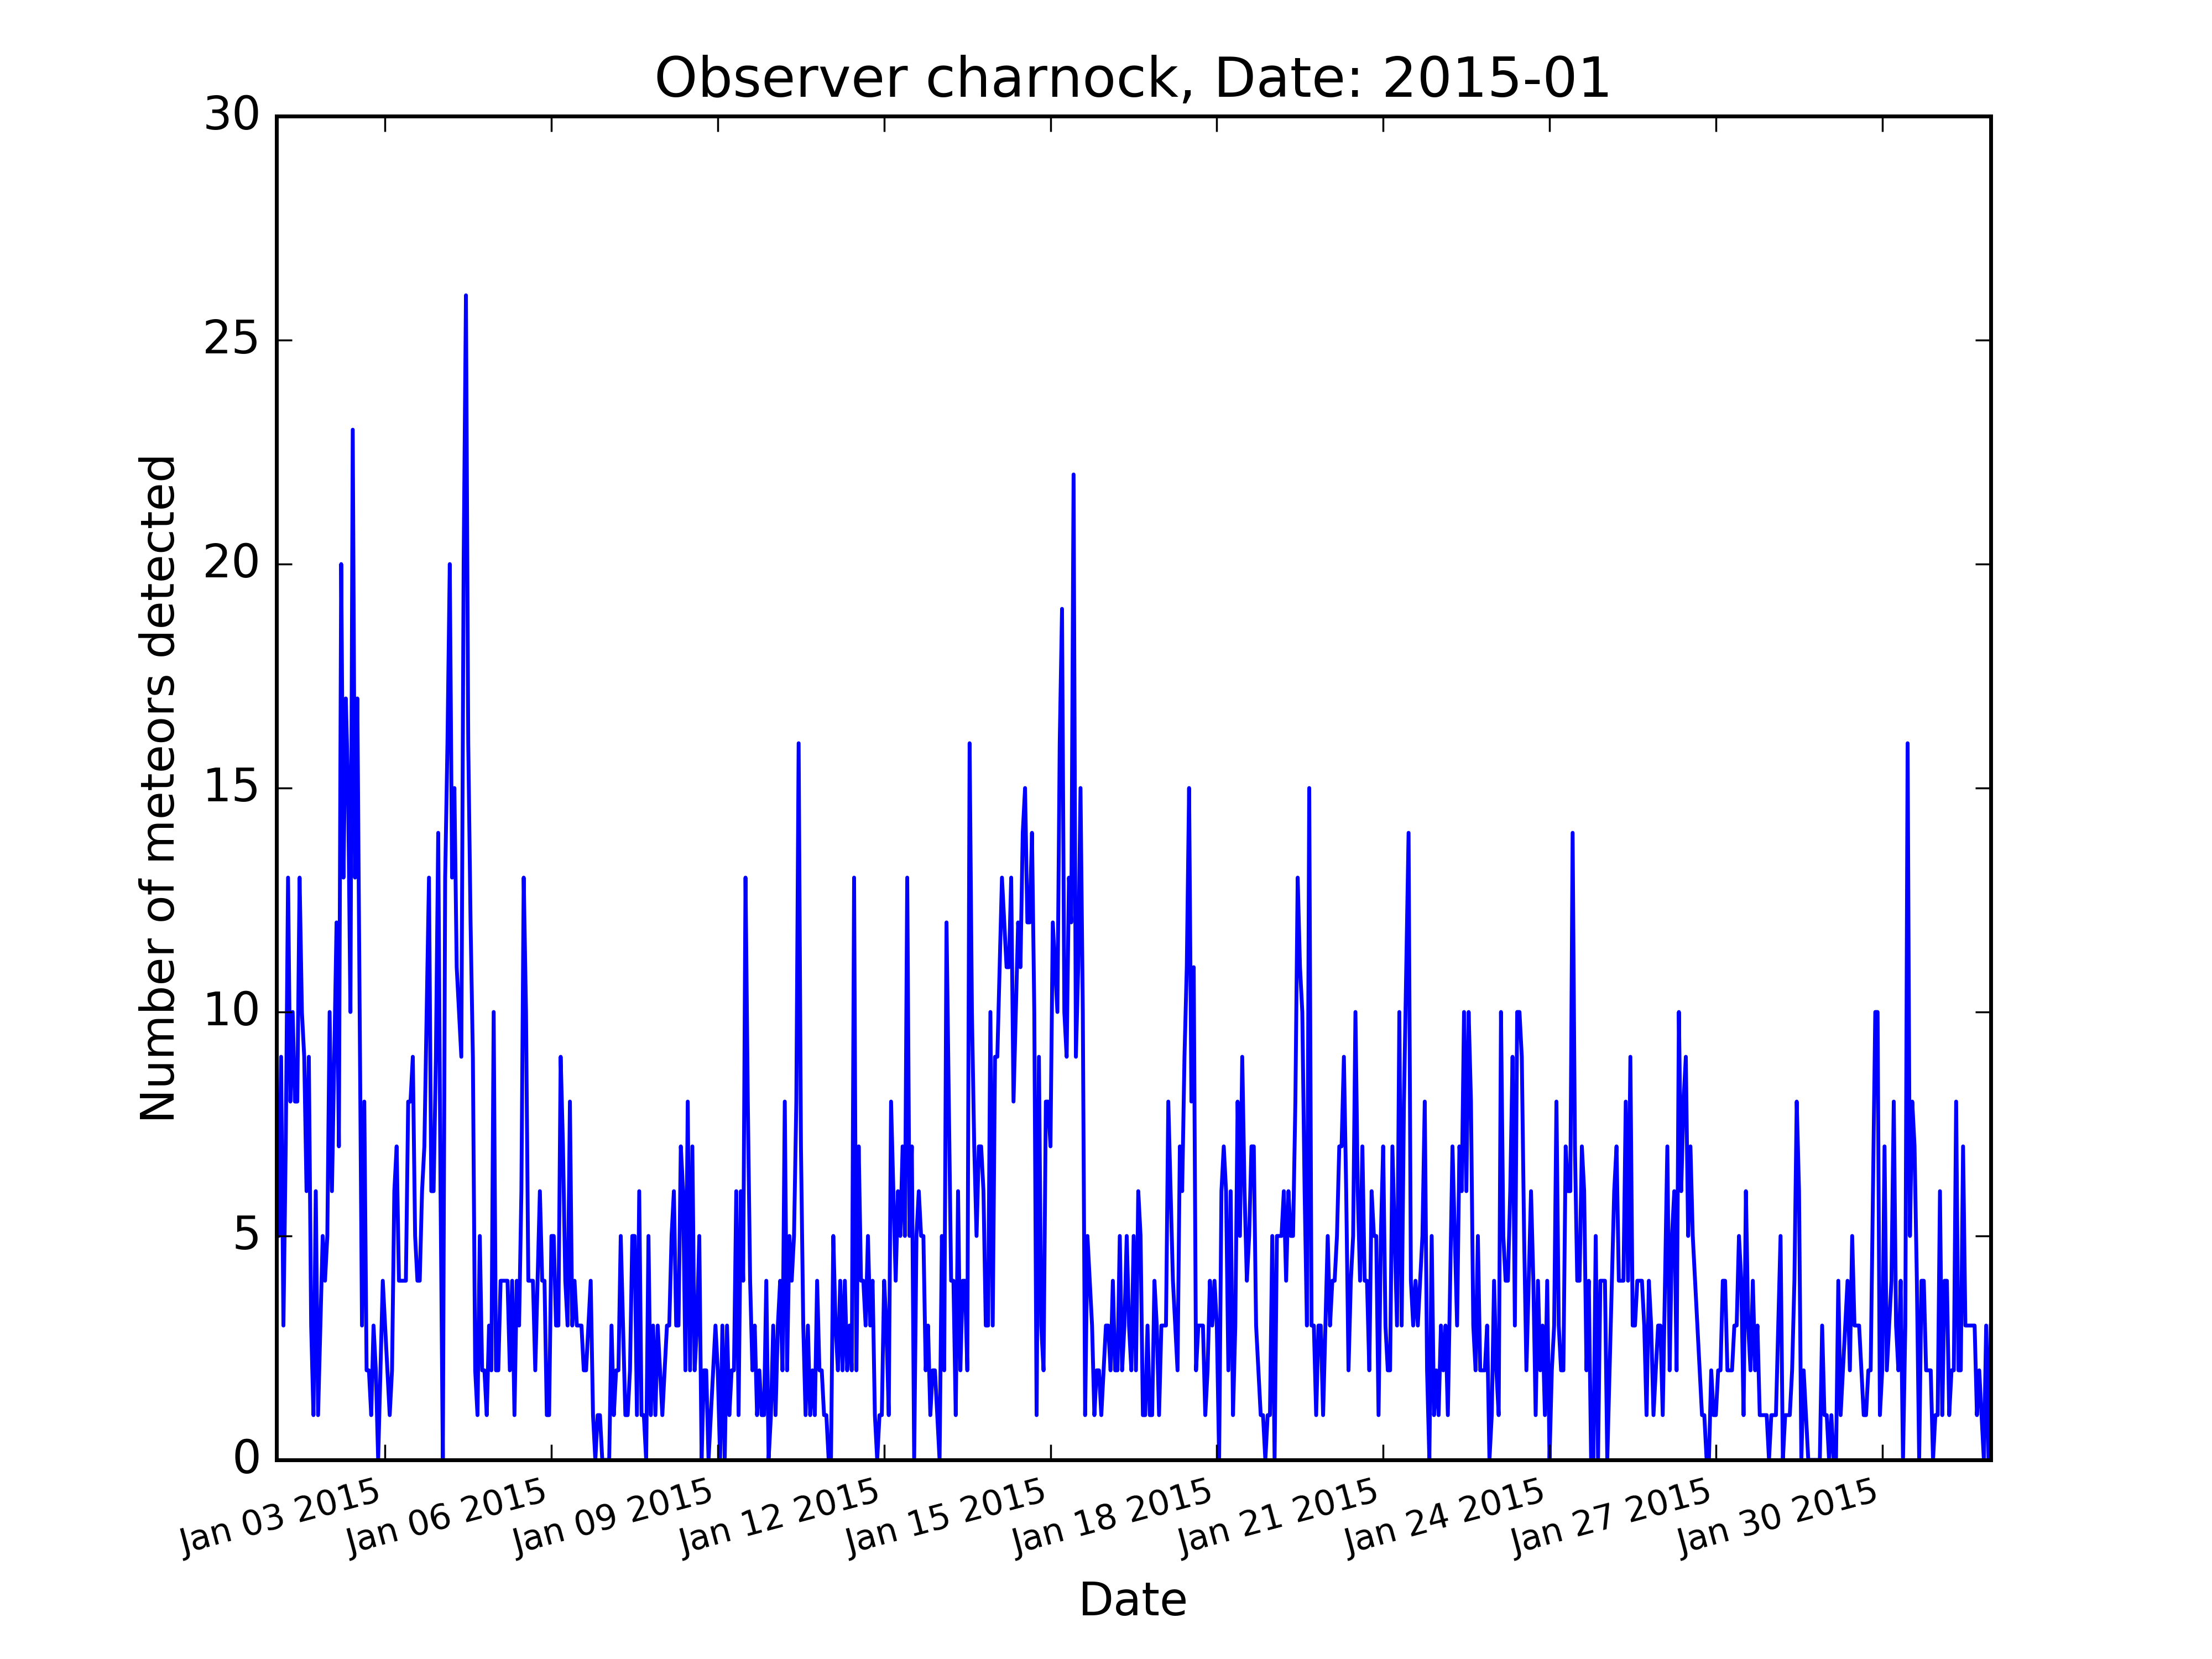 Observer charnock, Date: 2015-01
30
25
20
15
10
5
0
Number of meteors detected
Jan 03 2015
Jan 06 2015
Jan 09 2015
Jan 12 2015
Jan 15 2015
Jan 18 2015
Jan 21 2015
Jan 24 2015
Jan 27 2015
Jan 30 2015
Date